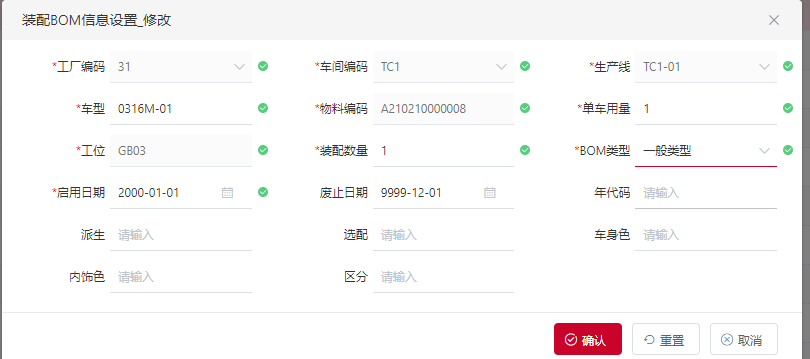 装配BOM信息设置_修改
*工厂编码 31 *车间编码 TC1 *生产线 TC1-01
*车型 0316M-01 *物料编码 A210210000008 *单车用量 1
*工位 GB03 *装配数量 1 *BOM类型 一般类型
*启用日期 2000-01-01 废止日期 9999-12-01 年代码 请输入
派生 请输入 选配 请输入 车身色 请输入
内饰色 请输入 区分 请输入
确认 重置 取消